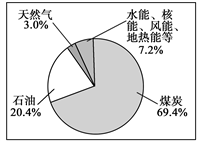 天然气
3.0%
水能、核
能、风能、
地热能等
7.2%
石油
20.4%
煤炭
69.4%